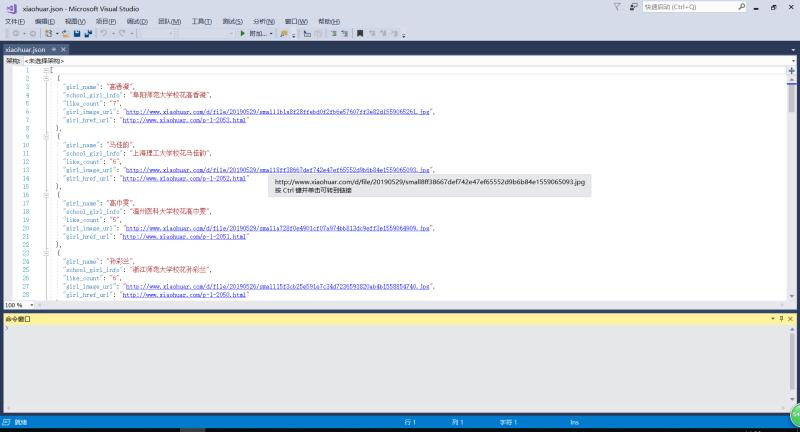 xiaohuar.json - Microsoft Visual Studio
快速启动 (Ctrl+Q)
文件(F) 编辑(E) 视图(V) 项目(P) 调试(D) 团队(M) 工具(T) 测试(S) 分析(N) 窗口(W) 帮助(H)
附加...
xiaohuar.json
架构: <未选择架构>
1 [
2 {
3 "girl_name": "高香凝",
4 "school_girl_info": "阜阳师范大学校花高香凝",
5 "like_count": "7",
6 "girl_image_url": "http://www.xiaohuar.com/d/file/20190529/small1b1a8f28ffebd0f2fb6e57607ff3e82d1559065261.jpg",
7 "girl_href_url": "http://www.xiaohuar.com/p-1-2053.html"
8 },
9 {
10 "girl_name": "马佳韵",
11 "school_girl_info": "上海理工大学校花马佳韵",
12 "like_count": "6",
13 "girl_image_url": "http://www.xiaohuar.com/d/file/20190529/small8ff38667def742e47ef65552d9b6b84e1559065093.jpg",
14 "girl_href_url": "http://www.xiaohuar.com/p-1-2052.html"
15 },
http://www.xiaohuar.com/d/file/20190529/small8ff38667def742e47ef65552d9b6b84e1559065093.jpg
按 Ctrl 键并单击可转到链接
16 {
17 "girl_name": "高巾雯",
18 "school_girl_info": "温州医科大学校花高巾雯",
19 "like_count": "5",
20 "girl_image_url": "http://www.xiaohuar.com/d/file/20190529/smalla728f0e4901cf07a974bb813dc9eff3e1559064909.jpg",
21 "girl_href_url": "http://www.xiaohuar.com/p-1-2051.html"
22 },
23 {
24 "girl_name": "孙彩兰",
25 "school_girl_info": "浙江师范大学校花孙彩兰",
26 "like_count": "6",
27 "girl_image_url": "http://www.xiaohuar.com/d/file/20190526/small15f3cb25e591e7c34d7236593820ab4b1558854740.jpg",
28 "girl_href_url": "http://www.xiaohuar.com/p-1-2050.html"
100 %
命令窗口
>
就绪 行 1 列 1 字符 1 Ins